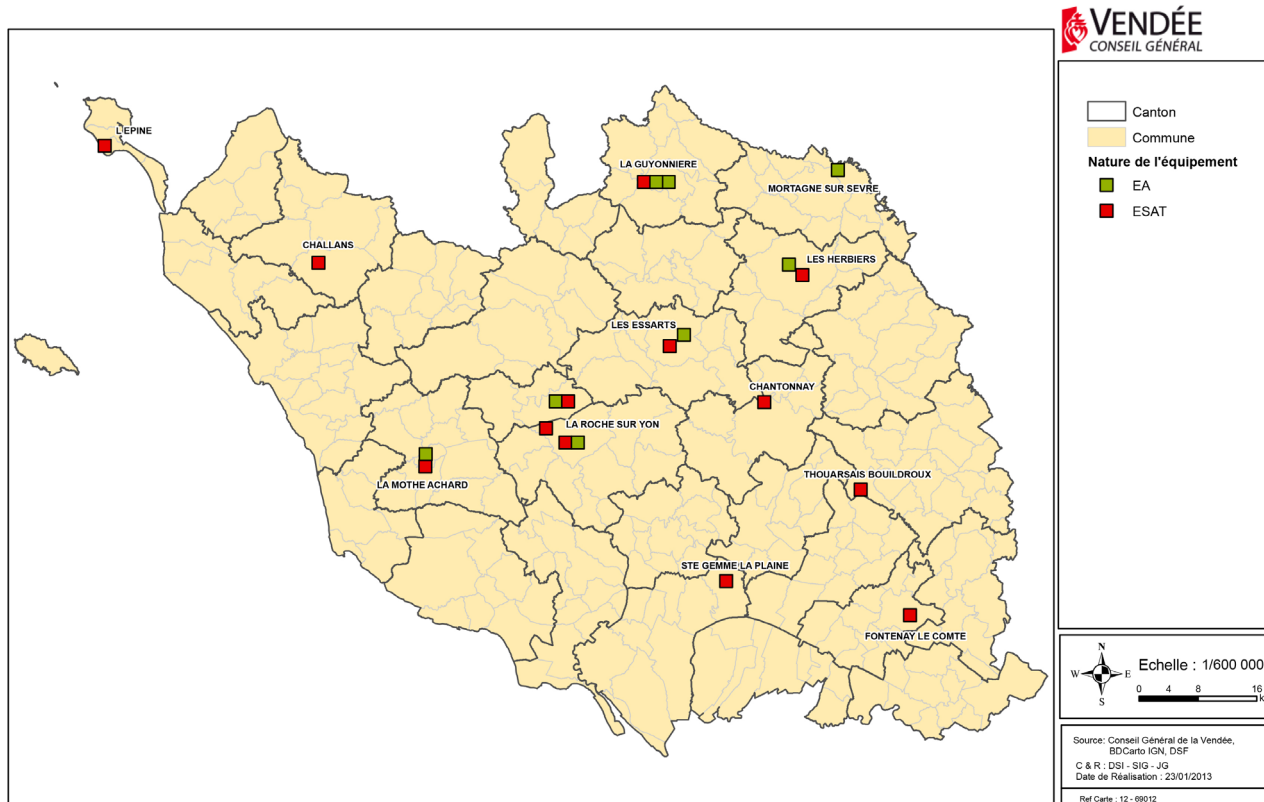 VENDÉE
CONSEIL GÉNÉRAL
L EPINE
LA GUYONNIERE
MORTAGNE SUR SEVRE
CHALLANS
LES HERBIERS
LES ESSARTS
CHANTONNAY
LA ROCHE SUR YON
LA MOTHE ACHARD
THOUARSAIS BOUILDROUX
STE GEMME LA PLAINE
FONTENAY LE COMTE
Canton
Commune
Nature de l'équipement
EA
ESAT
N
W E
S
Echelle : 1/600 000
0 4 8 16
Source: Conseil Général de la Vendée,
BDCarto IGN, DSF
C & R : DSI - SIG - JG
Date de Réalisation : 23/01/2013
Ref Carte : 12 - 69012